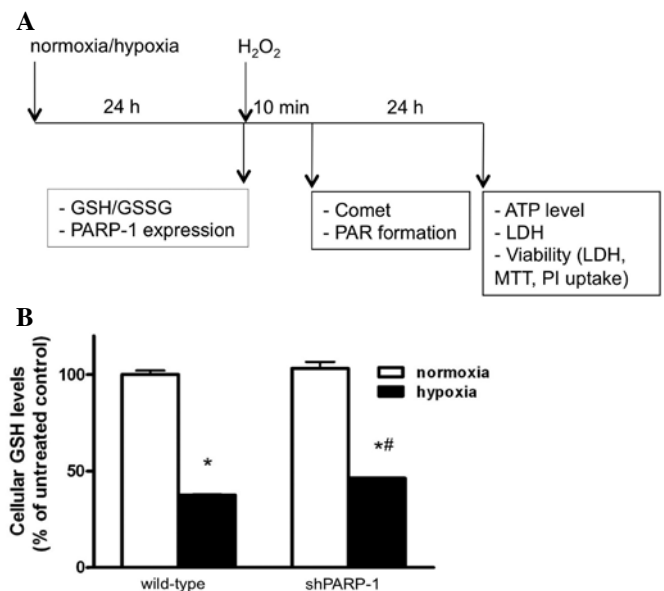 A
normoxia/hypoxia
H₂O₂
24 h
10 min
24 h
- GSH/GSSG
- PARP-1 expression
- Comet
- PAR formation
- ATP level
- LDH
- Viability (LDH,
MTT, PI uptake)
B
Cellular GSH levels
(% of untreated control)
100
50
0
normoxia
hypoxia
*
*#
wild-type
shPARP-1